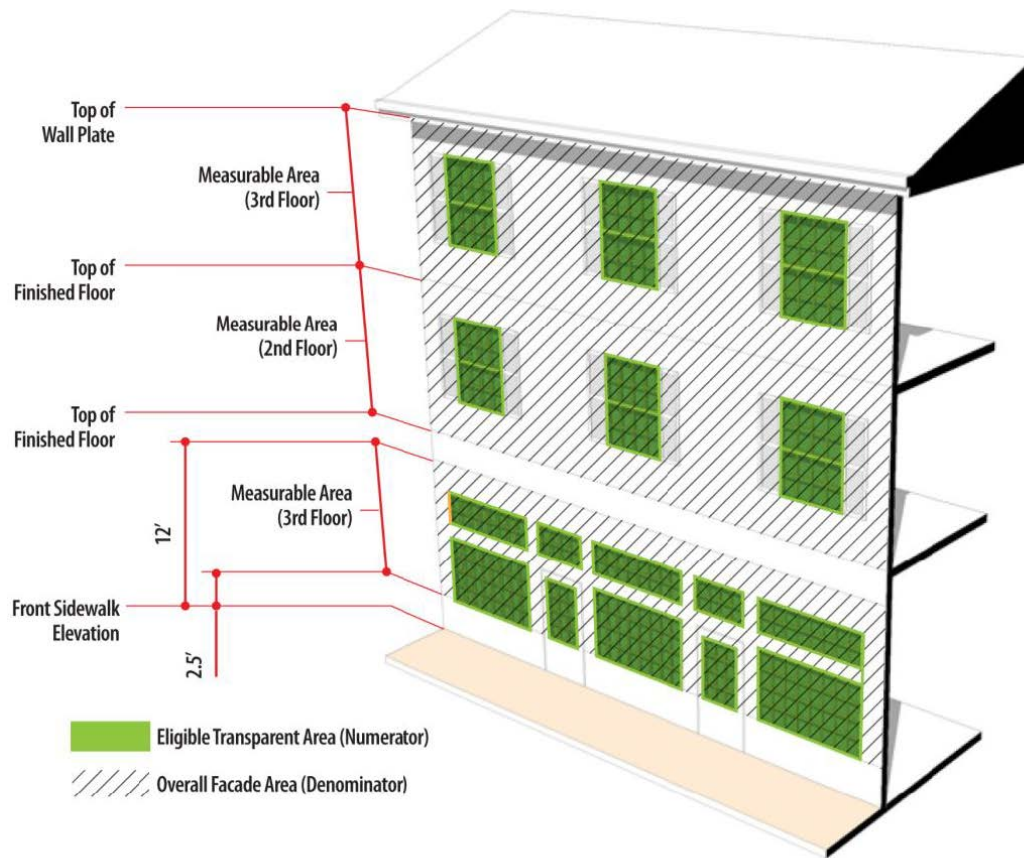 Top of
Wall Plate
Measurable Area
(3rd Floor)
Top of
Finished Floor
Measurable Area
(2nd Floor)
Top of
Finished Floor
Measurable Area
(3rd Floor)
12'
Front Sidewalk
Elevation
2.5'
Eligible Transparent Area (Numerator)
Overall Facade Area (Denominator)